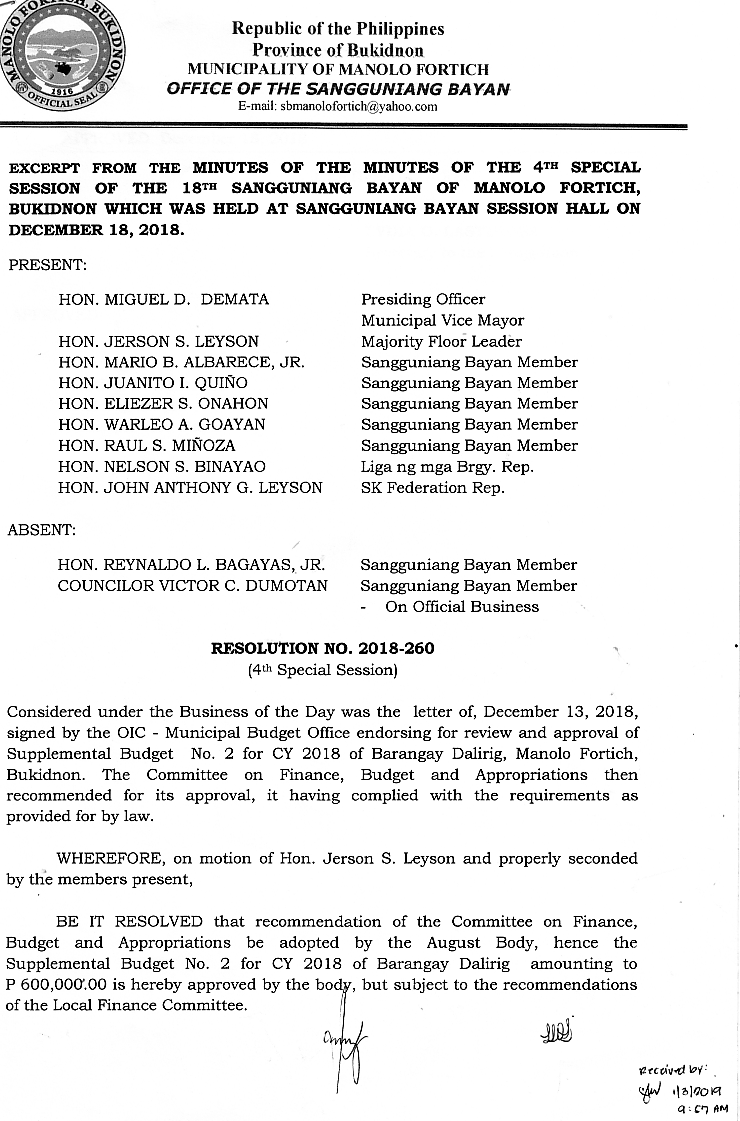 MANOLO FORTICH, BUKIDNON
1916
OFFICIAL SEAL
Republic of the Philippines
Province of Bukidnon
MUNICIPALITY OF MANOLO FORTICH
OFFICE OF THE SANGGUNIANG BAYAN
E-mail: sbmanolofortich@yahoo.com
EXCERPT FROM THE MINUTES OF THE MINUTES OF THE 4TH SPECIAL
SESSION OF THE 18TH SANGGUNIANG BAYAN OF MANOLO FORTICH,
BUKIDNON WHICH WAS HELD AT SANGGUNIANG BAYAN SESSION HALL ON
DECEMBER 18, 2018.
PRESENT:
HON. MIGUEL D. DEMATA Presiding Officer
Municipal Vice Mayor
HON. JERSON S. LEYSON Majority Floor Leader
HON. MARIO B. ALBARECE, JR. Sangguniang Bayan Member
HON. JUANITO I. QUIÑO Sangguniang Bayan Member
HON. ELIEZER S. ONAHON Sangguniang Bayan Member
HON. WARLEO A. GOAYAN Sangguniang Bayan Member
HON. RAUL S. MIÑOZA Sangguniang Bayan Member
HON. NELSON S. BINAYAO Liga ng mga Brgy. Rep.
HON. JOHN ANTHONY G. LEYSON SK Federation Rep.
ABSENT:
HON. REYNALDO L. BAGAYAS, JR. Sangguniang Bayan Member
COUNCILOR VICTOR C. DUMOTAN Sangguniang Bayan Member
- On Official Business
RESOLUTION NO. 2018-260
(4th Special Session)
Considered under the Business of the Day was the letter of, December 13, 2018,
signed by the OIC - Municipal Budget Office endorsing for review and approval of
Supplemental Budget No. 2 for CY 2018 of Barangay Dalirig, Manolo Fortich,
Bukidnon. The Committee on Finance, Budget and Appropriations then
recommended for its approval, it having complied with the requirements as
provided for by law.
WHEREFORE, on motion of Hon. Jerson S. Leyson and properly seconded
by the members present,
BE IT RESOLVED that recommendation of the Committee on Finance,
Budget and Appropriations be adopted by the August Body, hence the
Supplemental Budget No. 2 for CY 2018 of Barangay Dalirig amounting to
P 600,000.00 is hereby approved by the body, but subject to the recommendations
of the Local Finance Committee.
Received by:
1/3/2019
9:07 AM